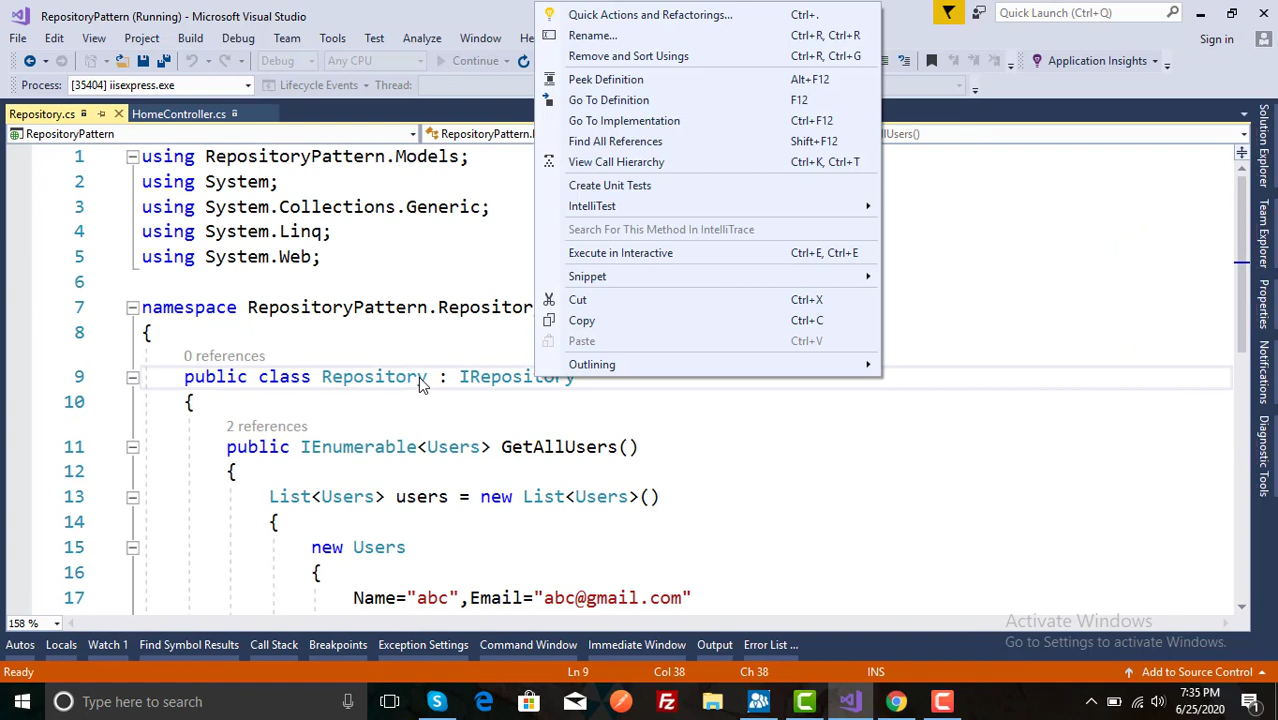 RepositoryPattern (Running) - Microsoft Visual Studio
Quick Launch (Ctrl+Q)
File Edit View Project Build Debug Team Tools Test Analyze Window
Sign in
Debug Any CPU Continue
Application Insights
Process: [35404] iisexpress.exe Lifecycle Events Thread:
Repository.cs HomeController.cs
RepositoryPattern
Quick Actions and Refactorings... Ctrl+.
Rename... Ctrl+R, Ctrl+R
Remove and Sort Usings Ctrl+R, Ctrl+G
Peek Definition Alt+F12
Go To Definition F12
Go To Implementation Ctrl+F12
Find All References Shift+F12
View Call Hierarchy Ctrl+K, Ctrl+T
Create Unit Tests
IntelliTest
Search For This Method In IntelliTrace
Execute in Interactive Ctrl+E, Ctrl+E
Snippet
Cut Ctrl+X
Copy Ctrl+C
Paste Ctrl+V
Outlining
1 using RepositoryPattern.Models;
2 using System;
3 using System.Collections.Generic;
4 using System.Linq;
5 using System.Web;
6
7 namespace RepositoryPattern.Repository
8 {
0 references
9 public class Repository : IRepository
10 {
2 references
11 public IEnumerable<Users> GetAllUsers()
12 {
13 List<Users> users = new List<Users>()
14 {
15 new Users
16 {
17 Name="abc",Email="abc@gmail.com"
Solution Explorer
Team Explorer
Properties
Notifications
Diagnostic Tools
158 %
Activate Windows
Go to Settings to activate Windows.
Autos Locals Watch 1 Find Symbol Results Call Stack Breakpoints Exception Settings Command Window Immediate Window Output Error List ...
Ready Ln 9 Col 38 Ch 38 INS Add to Source Control
Type here to search
7:35 PM
6/25/2020